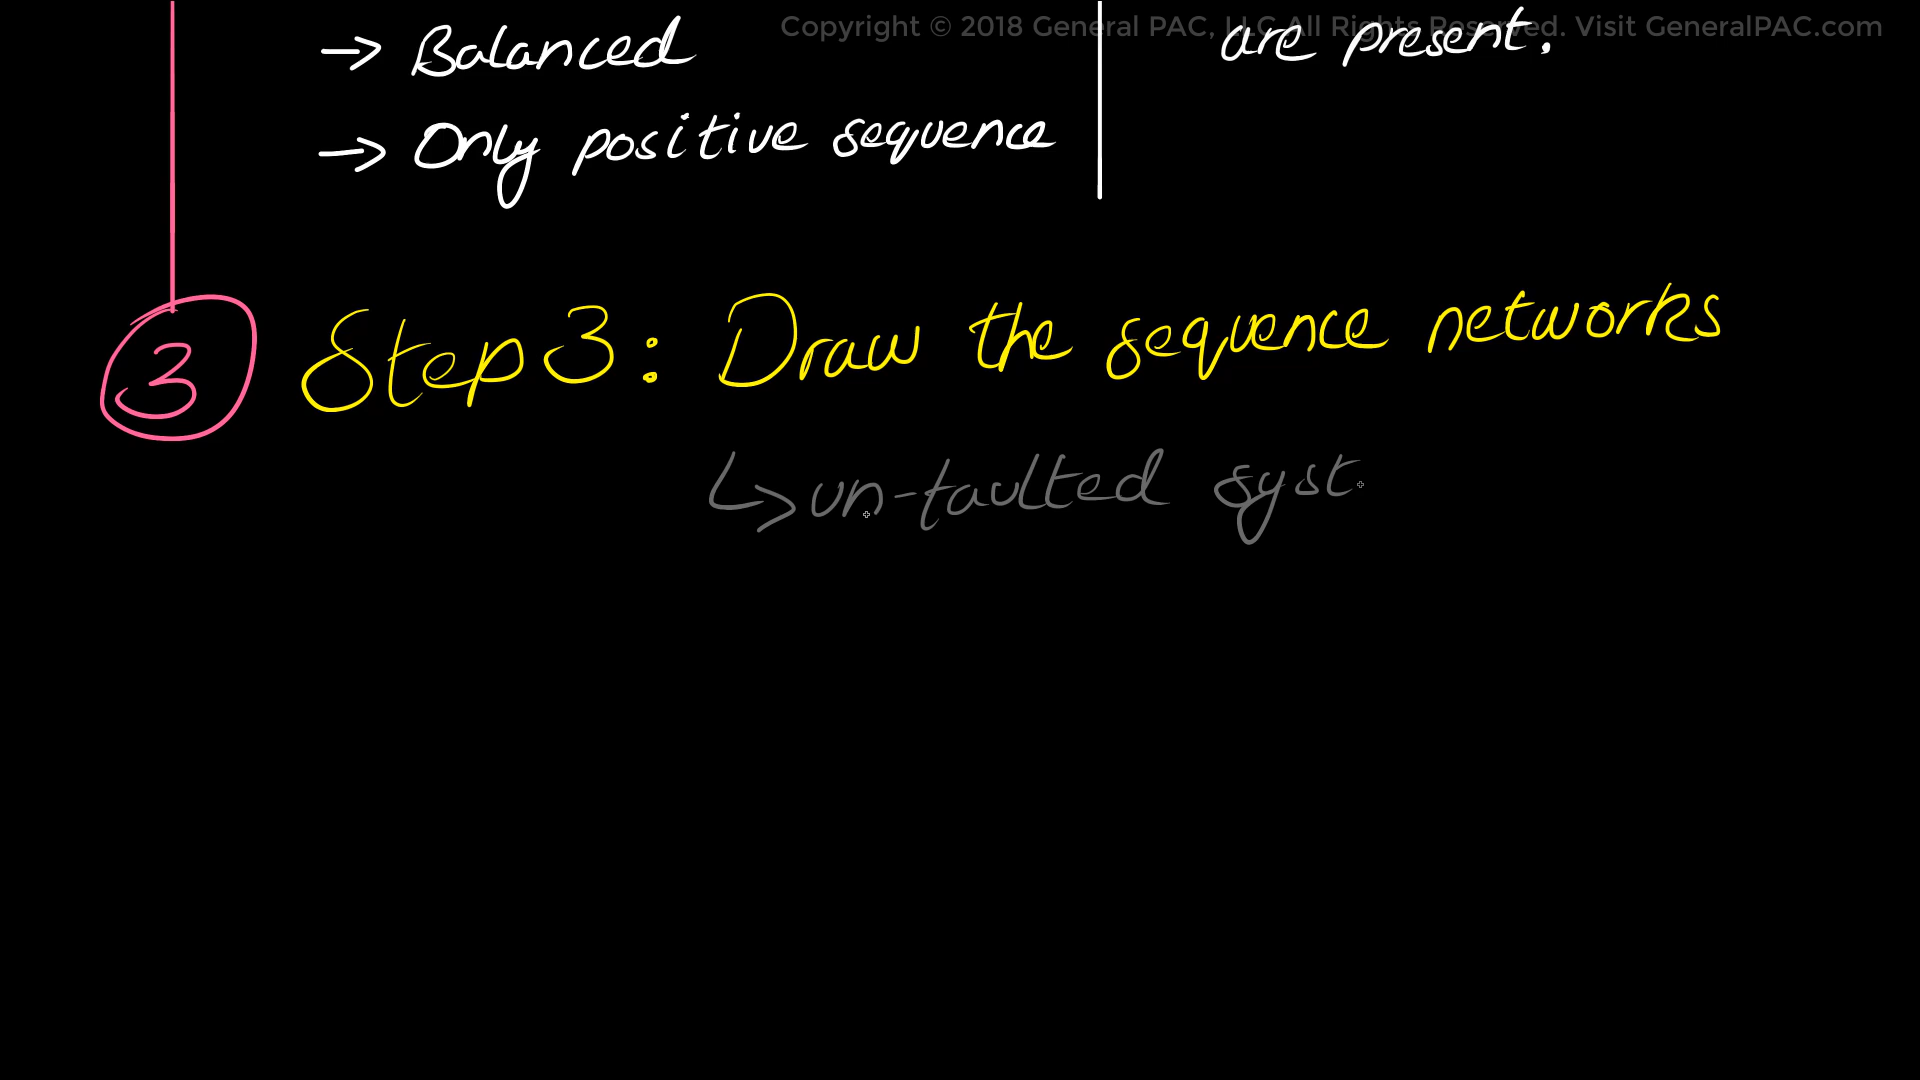 Copyright © 2018 General PAC, LLC All Rights Reserved. Visit GeneralPAC.com
→ Balanced
are present.
→ Only positive sequence
3 Step 3: Draw the sequence networks
↳ un-faulted syst